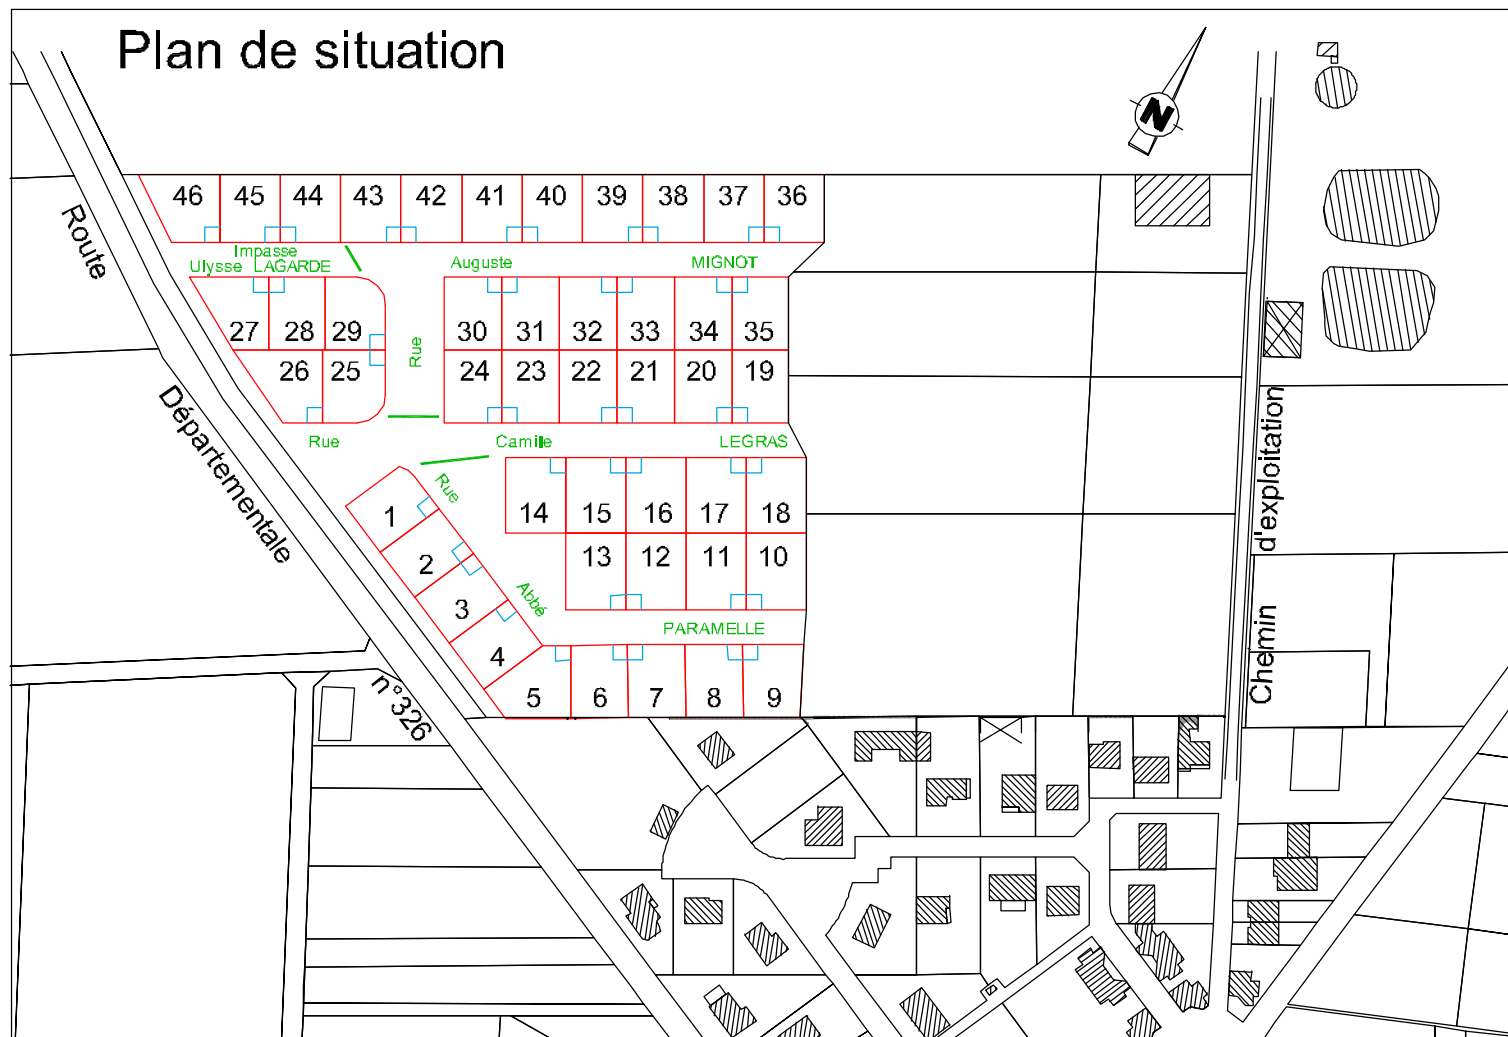 Plan de situation
N
46 45 44 43 42 41 40 39 38 37 36
Route
Impasse
Ulysse LAGARDE
Auguste
MIGNOT
27 28 29
30 31 32 33 34 35
Rue
26 25
24 23 22 21 20 19
Départementale
Rue
Camille
LEGRAS
d'exploitation
Rue
1
14 15 16 17 18
2
13 12 11 10
3
Abbé
PARAMELLE
4
Chemin
5 6 7 8 9
n°326